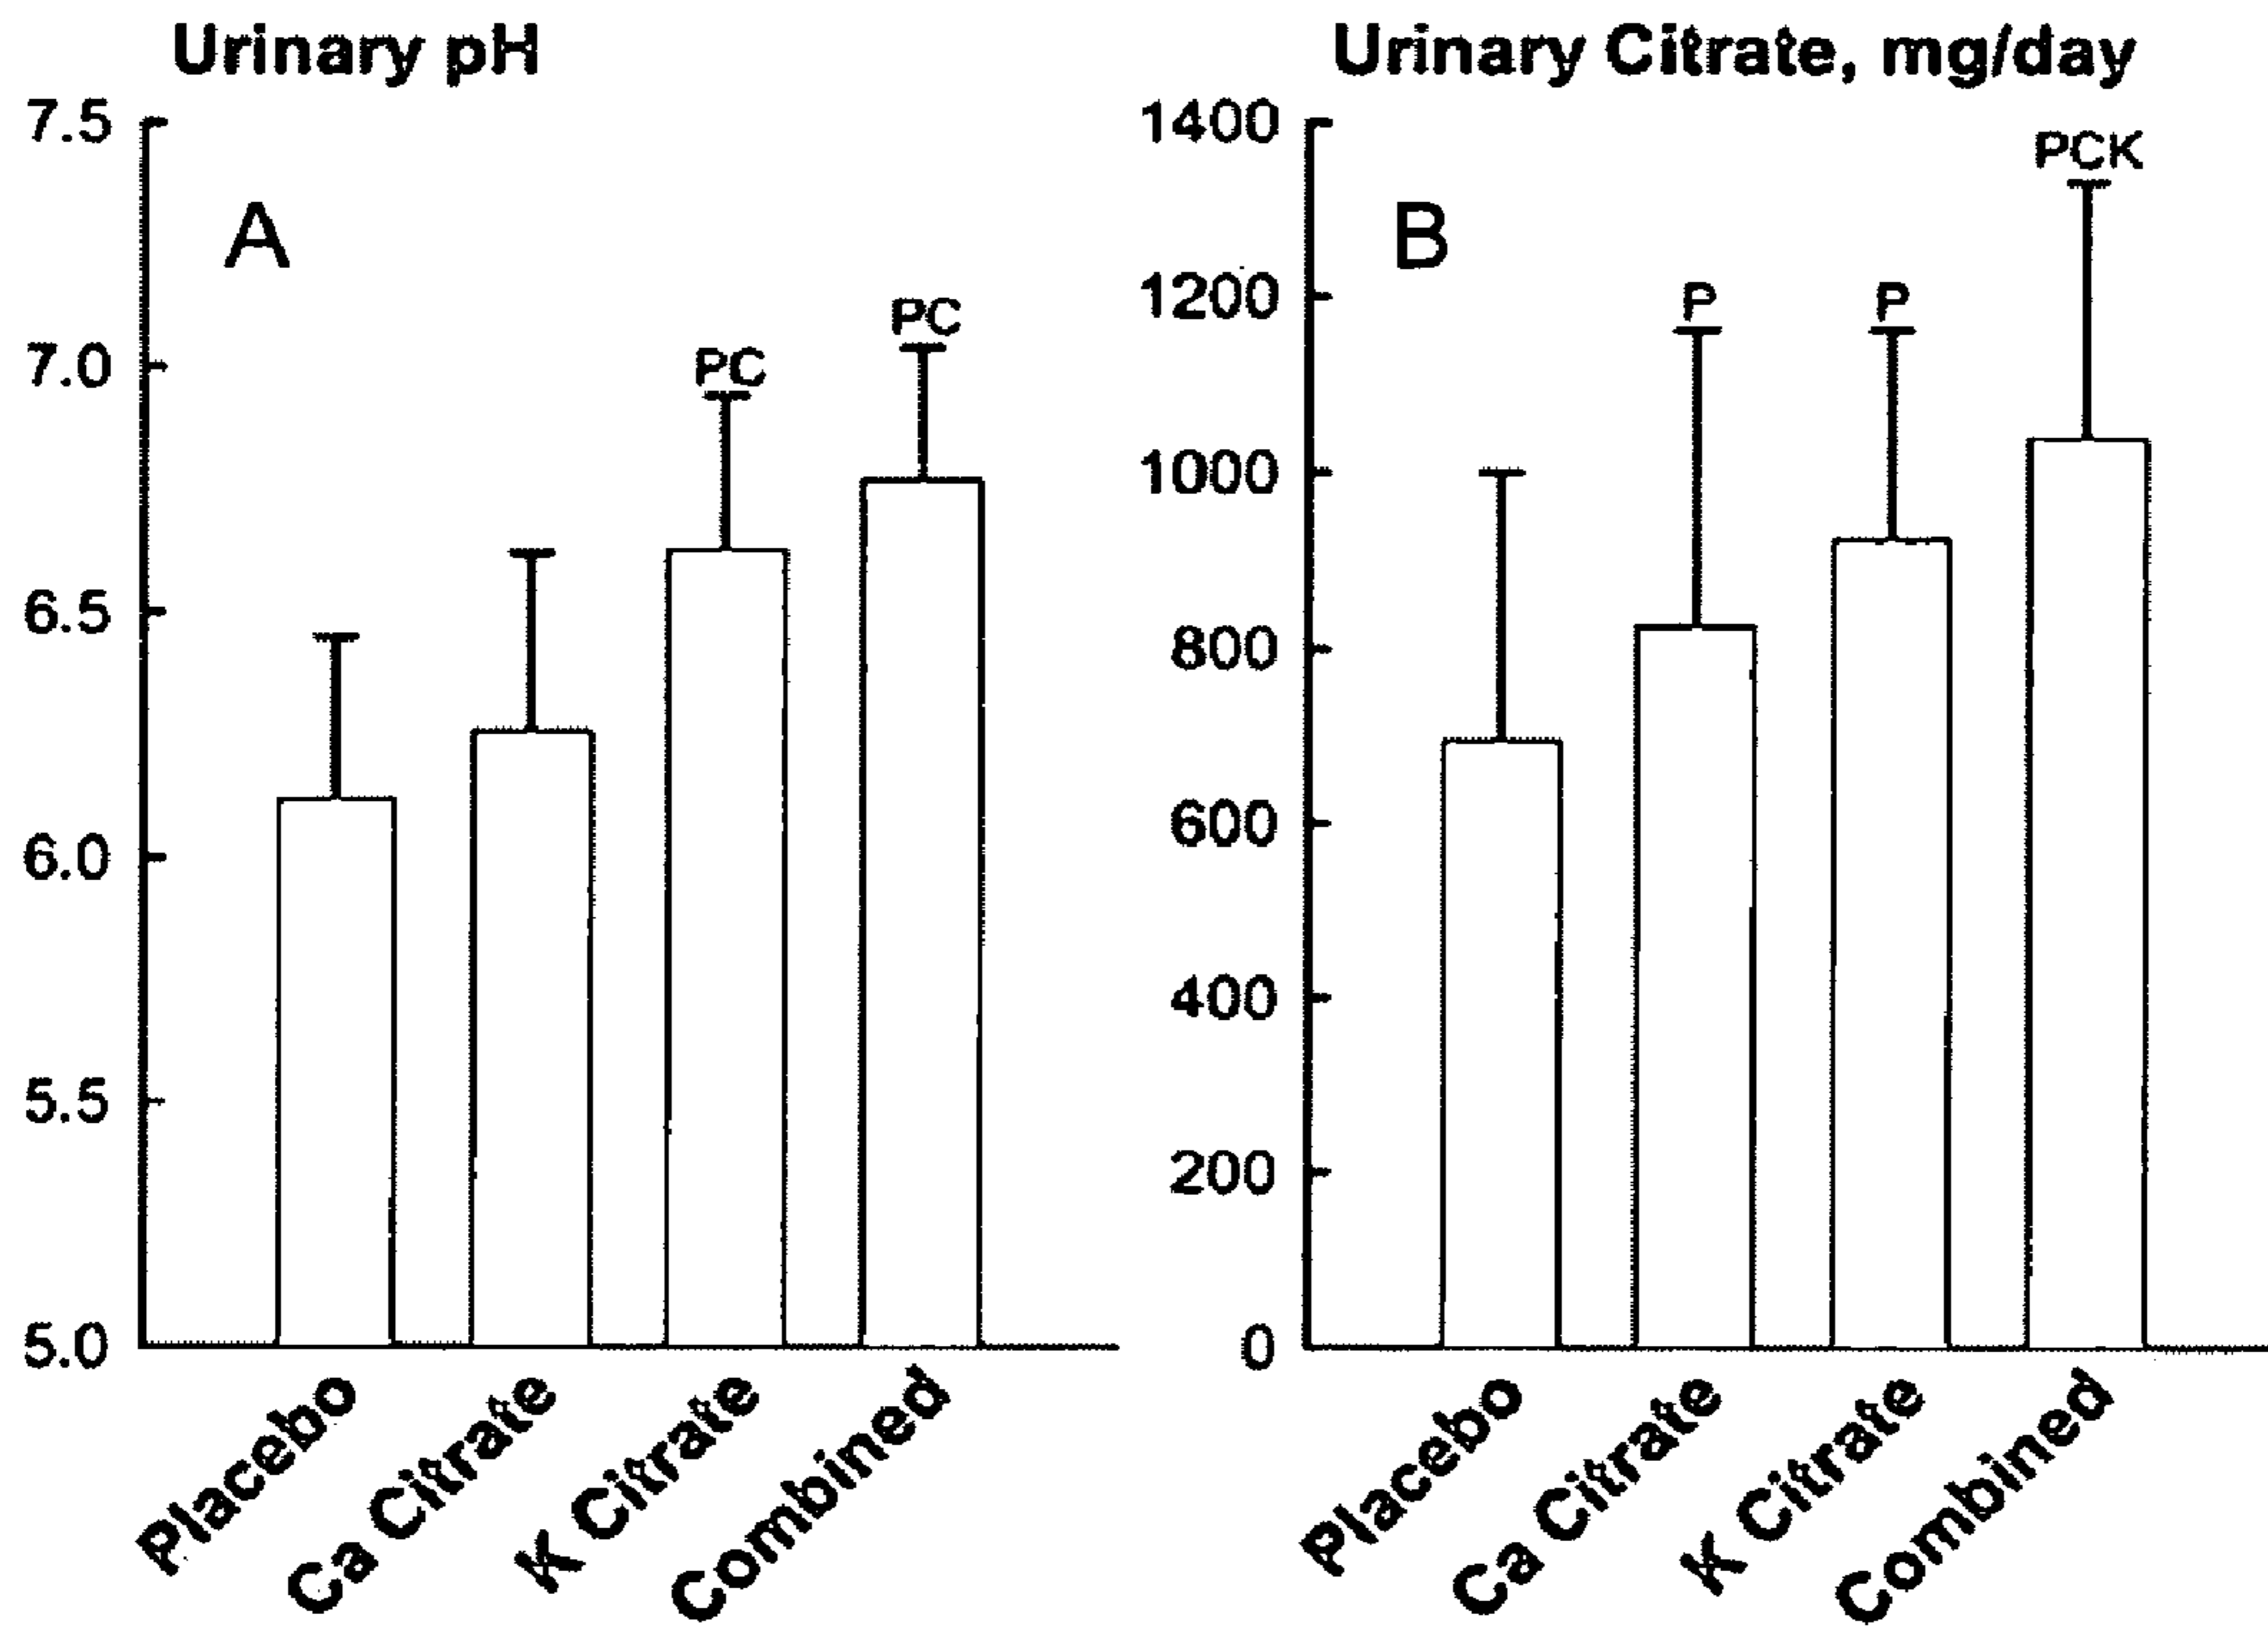 Urinary pH
7.5
7.0
6.5
6.0
5.5
5.0
A
PC
PC
Placebo
Ca Citrate
K Citrate
Combined
Urinary Citrate, mg/day
1400
1200
1000
800
600
400
200
0
B
P
P
PCK
Placebo
Ca Citrate
K Citrate
Combined